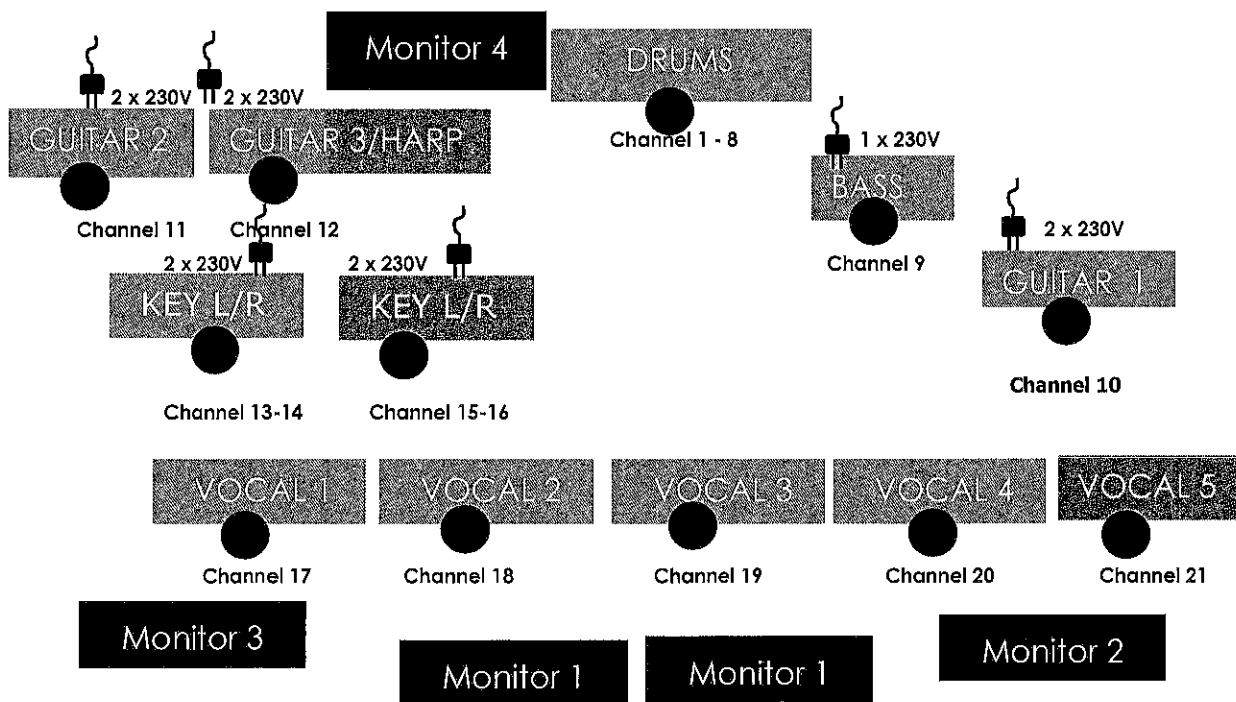 Monitor 4
DRUMS
2 x 230V
2 x 230V
GUITAR 2
GUITAR 3/HARP
Channel 1 - 8
1 x 230V
BASS
Channel 11
Channel 12
2 x 230V
Channel 9
2 x 230V
2 x 230V
GUITAR 1
KEY L/R
KEY L/R
Channel 10
Channel 13-14
Channel 15-16
VOCAL 1
VOCAL 2
VOCAL 3
VOCAL 4
VOCAL 5
Channel 17
Channel 18
Channel 19
Channel 20
Channel 21
Monitor 3
Monitor 1
Monitor 1
Monitor 2